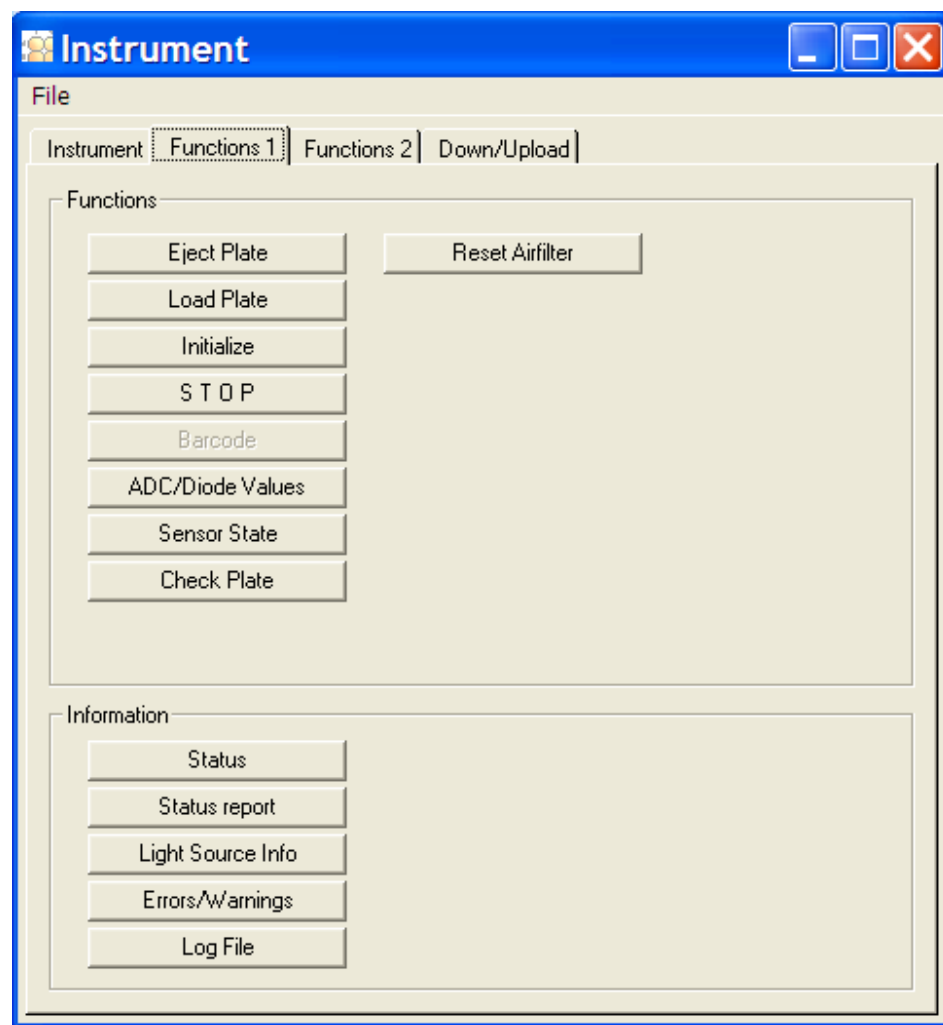 Instrument
File
Instrument Functions 1 Functions 2 Down/Upload
Functions
Eject Plate Reset Airfilter
Load Plate
Initialize
S T O P
Barcode
ADC/Diode Values
Sensor State
Check Plate
Information
Status
Status report
Light Source Info
Errors/Warnings
Log File